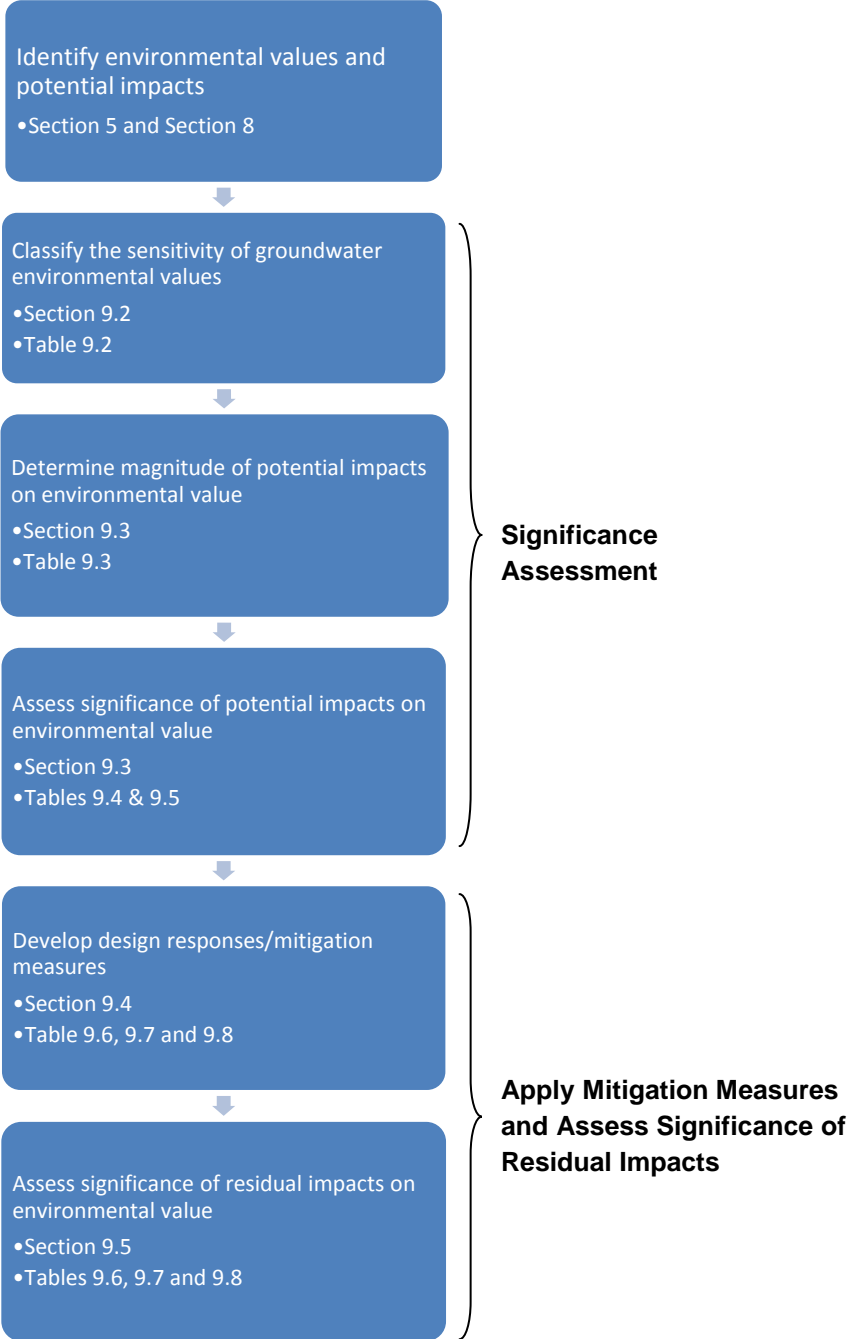 Identify environmental values and
potential impacts
•Section 5 and Section 8
Classify the sensitivity of groundwater
environmental values
•Section 9.2
•Table 9.2
Determine magnitude of potential impacts
on environmental value
•Section 9.3
•Table 9.3
Assess significance of potential impacts on
environmental value
•Section 9.3
•Tables 9.4 & 9.5
Significance
Assessment
Develop design responses/mitigation
measures
•Section 9.4
•Table 9.6, 9.7 and 9.8
Assess significance of residual impacts on
environmental value
•Section 9.5
•Tables 9.6, 9.7 and 9.8
Apply Mitigation Measures
and Assess Significance of
Residual Impacts